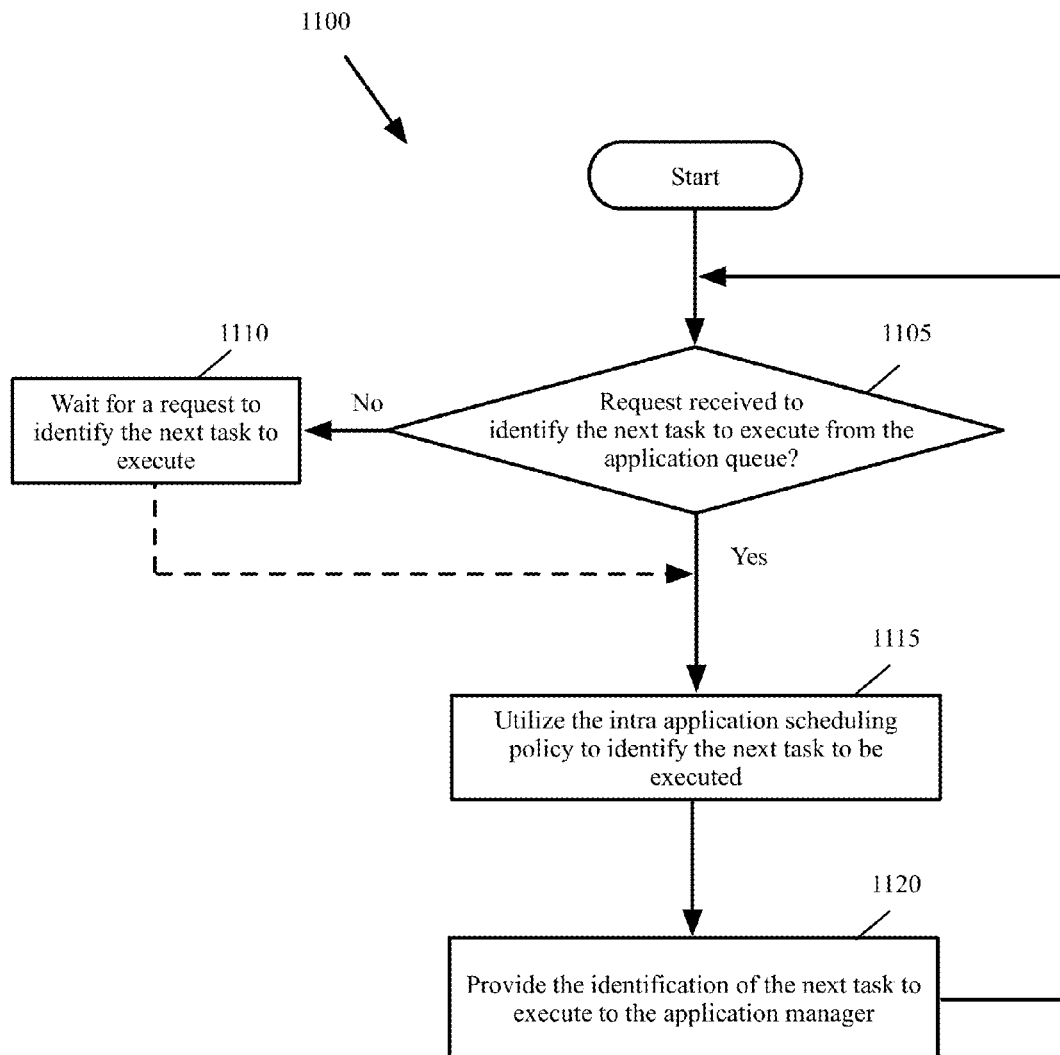 1100
Start
1105
1110
Request received to
identify the next task to execute from the
application queue?
No
Wait for a request to
identify the next task to
execute
Yes
1115
Utilize the intra application scheduling
policy to identify the next task to be
executed
1120
Provide the identification of the next task to
execute to the application manager